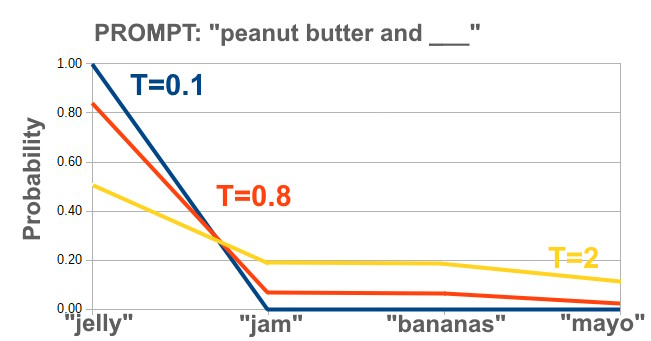 PROMPT: "peanut butter and ___"
1.00
T=0.1
0.80
0.60
T=0.8
0.40
T=2
0.20
0.00
Probability
"jelly" "jam" "bananas" "mayo"